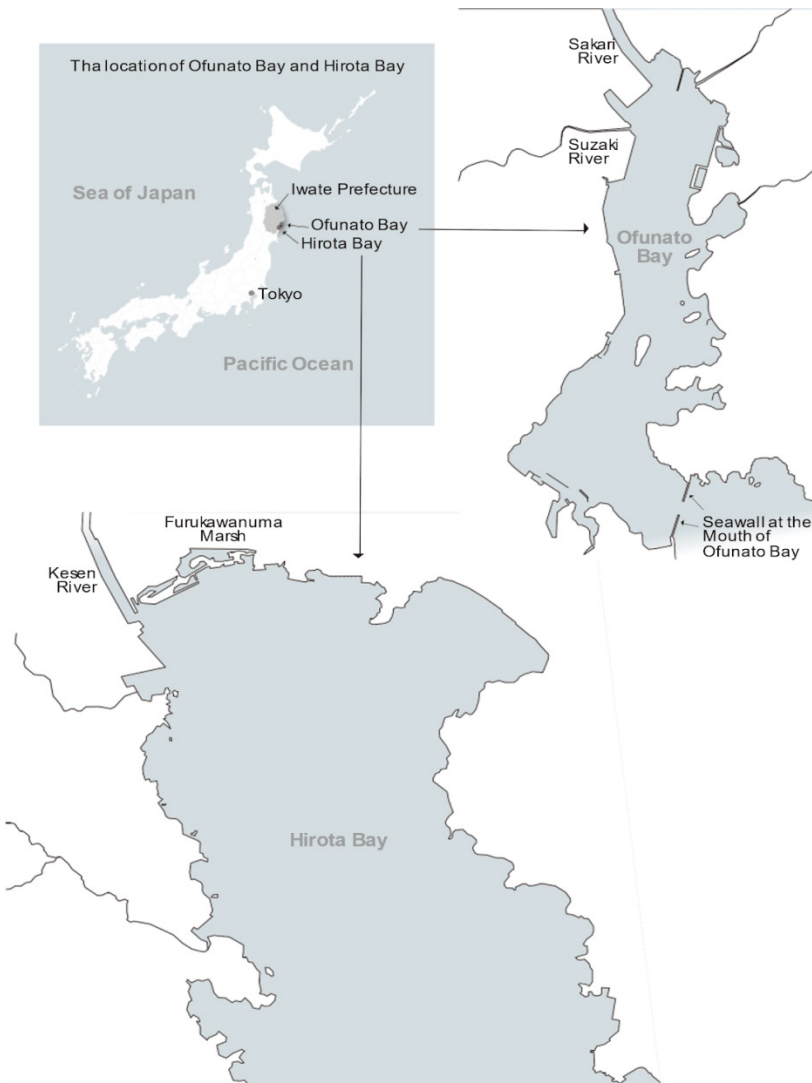 Tha location of Ofunato Bay and Hirota Bay
Sea of Japan
Iwate Prefecture
Ofunato Bay
Hirota Bay
Tokyo
Pacific Ocean
Sakari
River
Suzaki
River
Ofunato
Bay
Seawall at the
Mouth of
Ofunato Bay
Furukawanuma
Marsh
Kesen
River
Hirota Bay